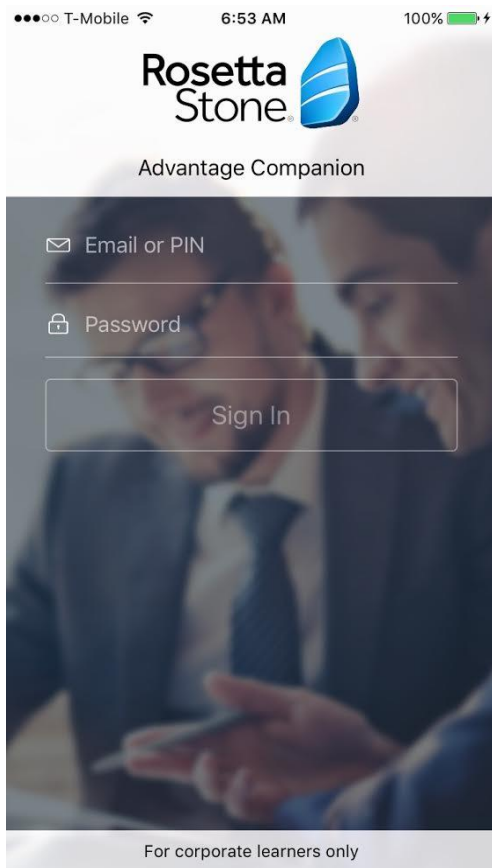 T-Mobile 6:53 AM 100%
Rosetta
Stone®
®
Advantage Companion
Email or PIN
Password
Sign In
For corporate learners only